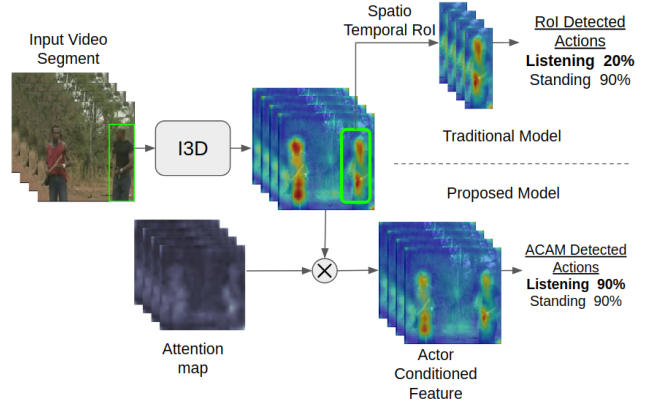 Input Video
Segment
I3D
Spatio
Temporal RoI
RoI Detected
Actions
Listening 20%
Standing 90%
Traditional Model
Proposed Model
Attention
map
Actor
Conditioned
Feature
ACAM Detected
Actions
Listening 90%
Standing 90%